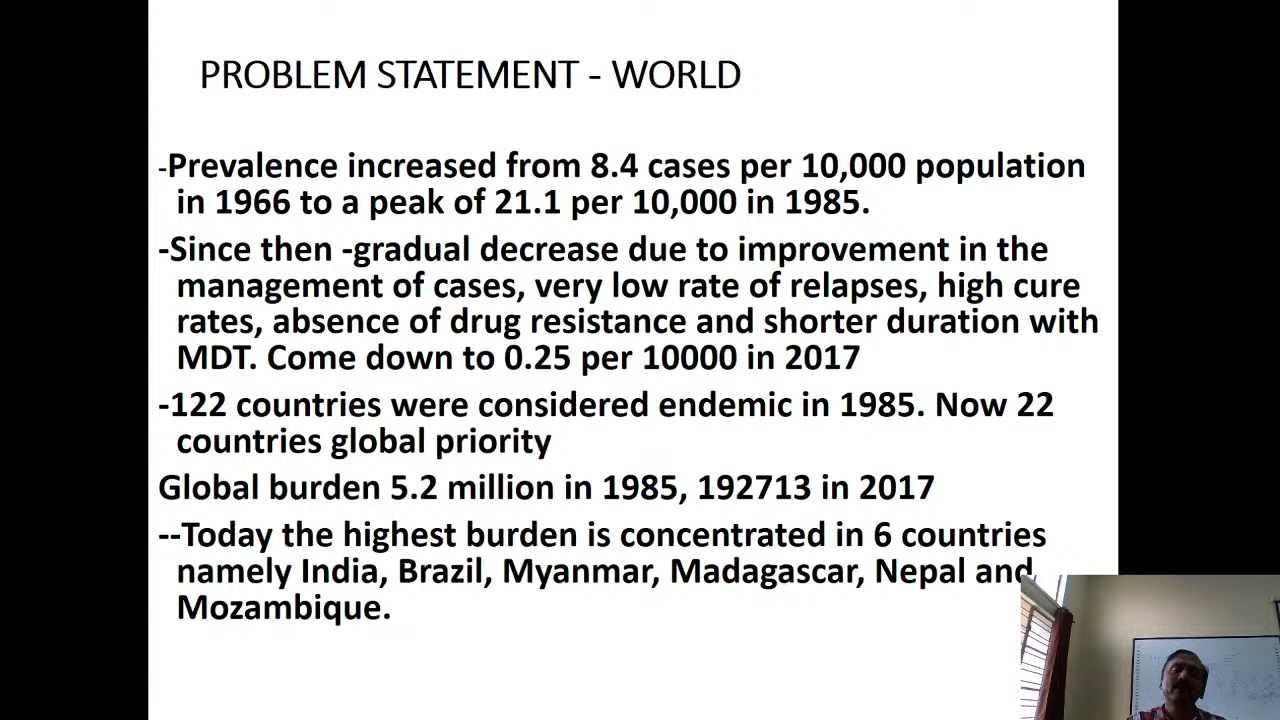 PROBLEM STATEMENT - WORLD
-Prevalence increased from 8.4 cases per 10,000 population
in 1966 to a peak of 21.1 per 10,000 in 1985.
-Since then -gradual decrease due to improvement in the
management of cases, very low rate of relapses, high cure
rates, absence of drug resistance and shorter duration with
MDT. Come down to 0.25 per 10000 in 2017
-122 countries were considered endemic in 1985. Now 22
countries global priority
Global burden 5.2 million in 1985, 192713 in 2017
--Today the highest burden is concentrated in 6 countries
namely India, Brazil, Myanmar, Madagascar, Nepal and
Mozambique.